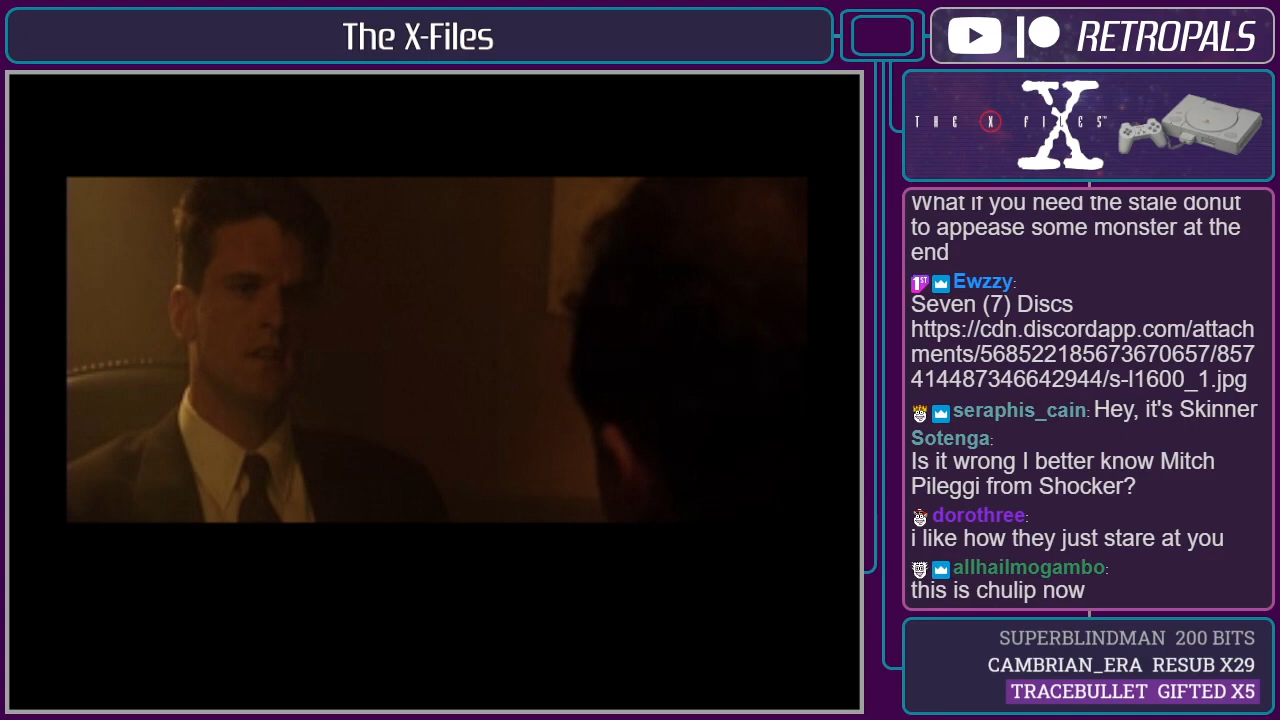 The X-Files
RETROPALS
THE X FILES™
X
What if you need the stale donut
to appease some monster at the
end
1ST Ewzzy:
Seven (7) Discs
https://cdn.discordapp.com/attach
ments/568522185673670657/857
414487346642944/s-l1600_1.jpg
seraphis_cain: Hey, it's Skinner
Sotenga:
Is it wrong I better know Mitch
Pileggi from Shocker?
dorothree:
i like how they just stare at you
allhailmogambo:
this is chulip now
SUPERBLINDMAN 200 BITS
CAMBRIAN_ERA RESUB X29
TRACEBULLET GIFTED X5